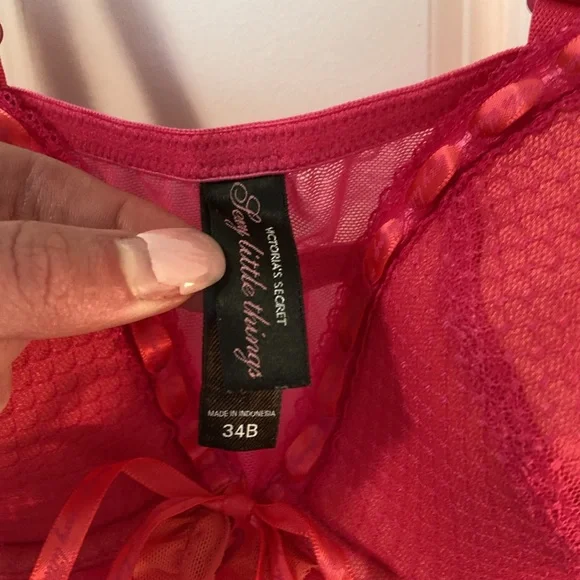 VICTORIA'S SECRET
Sexy little things
MADE IN INDONESIA
34B